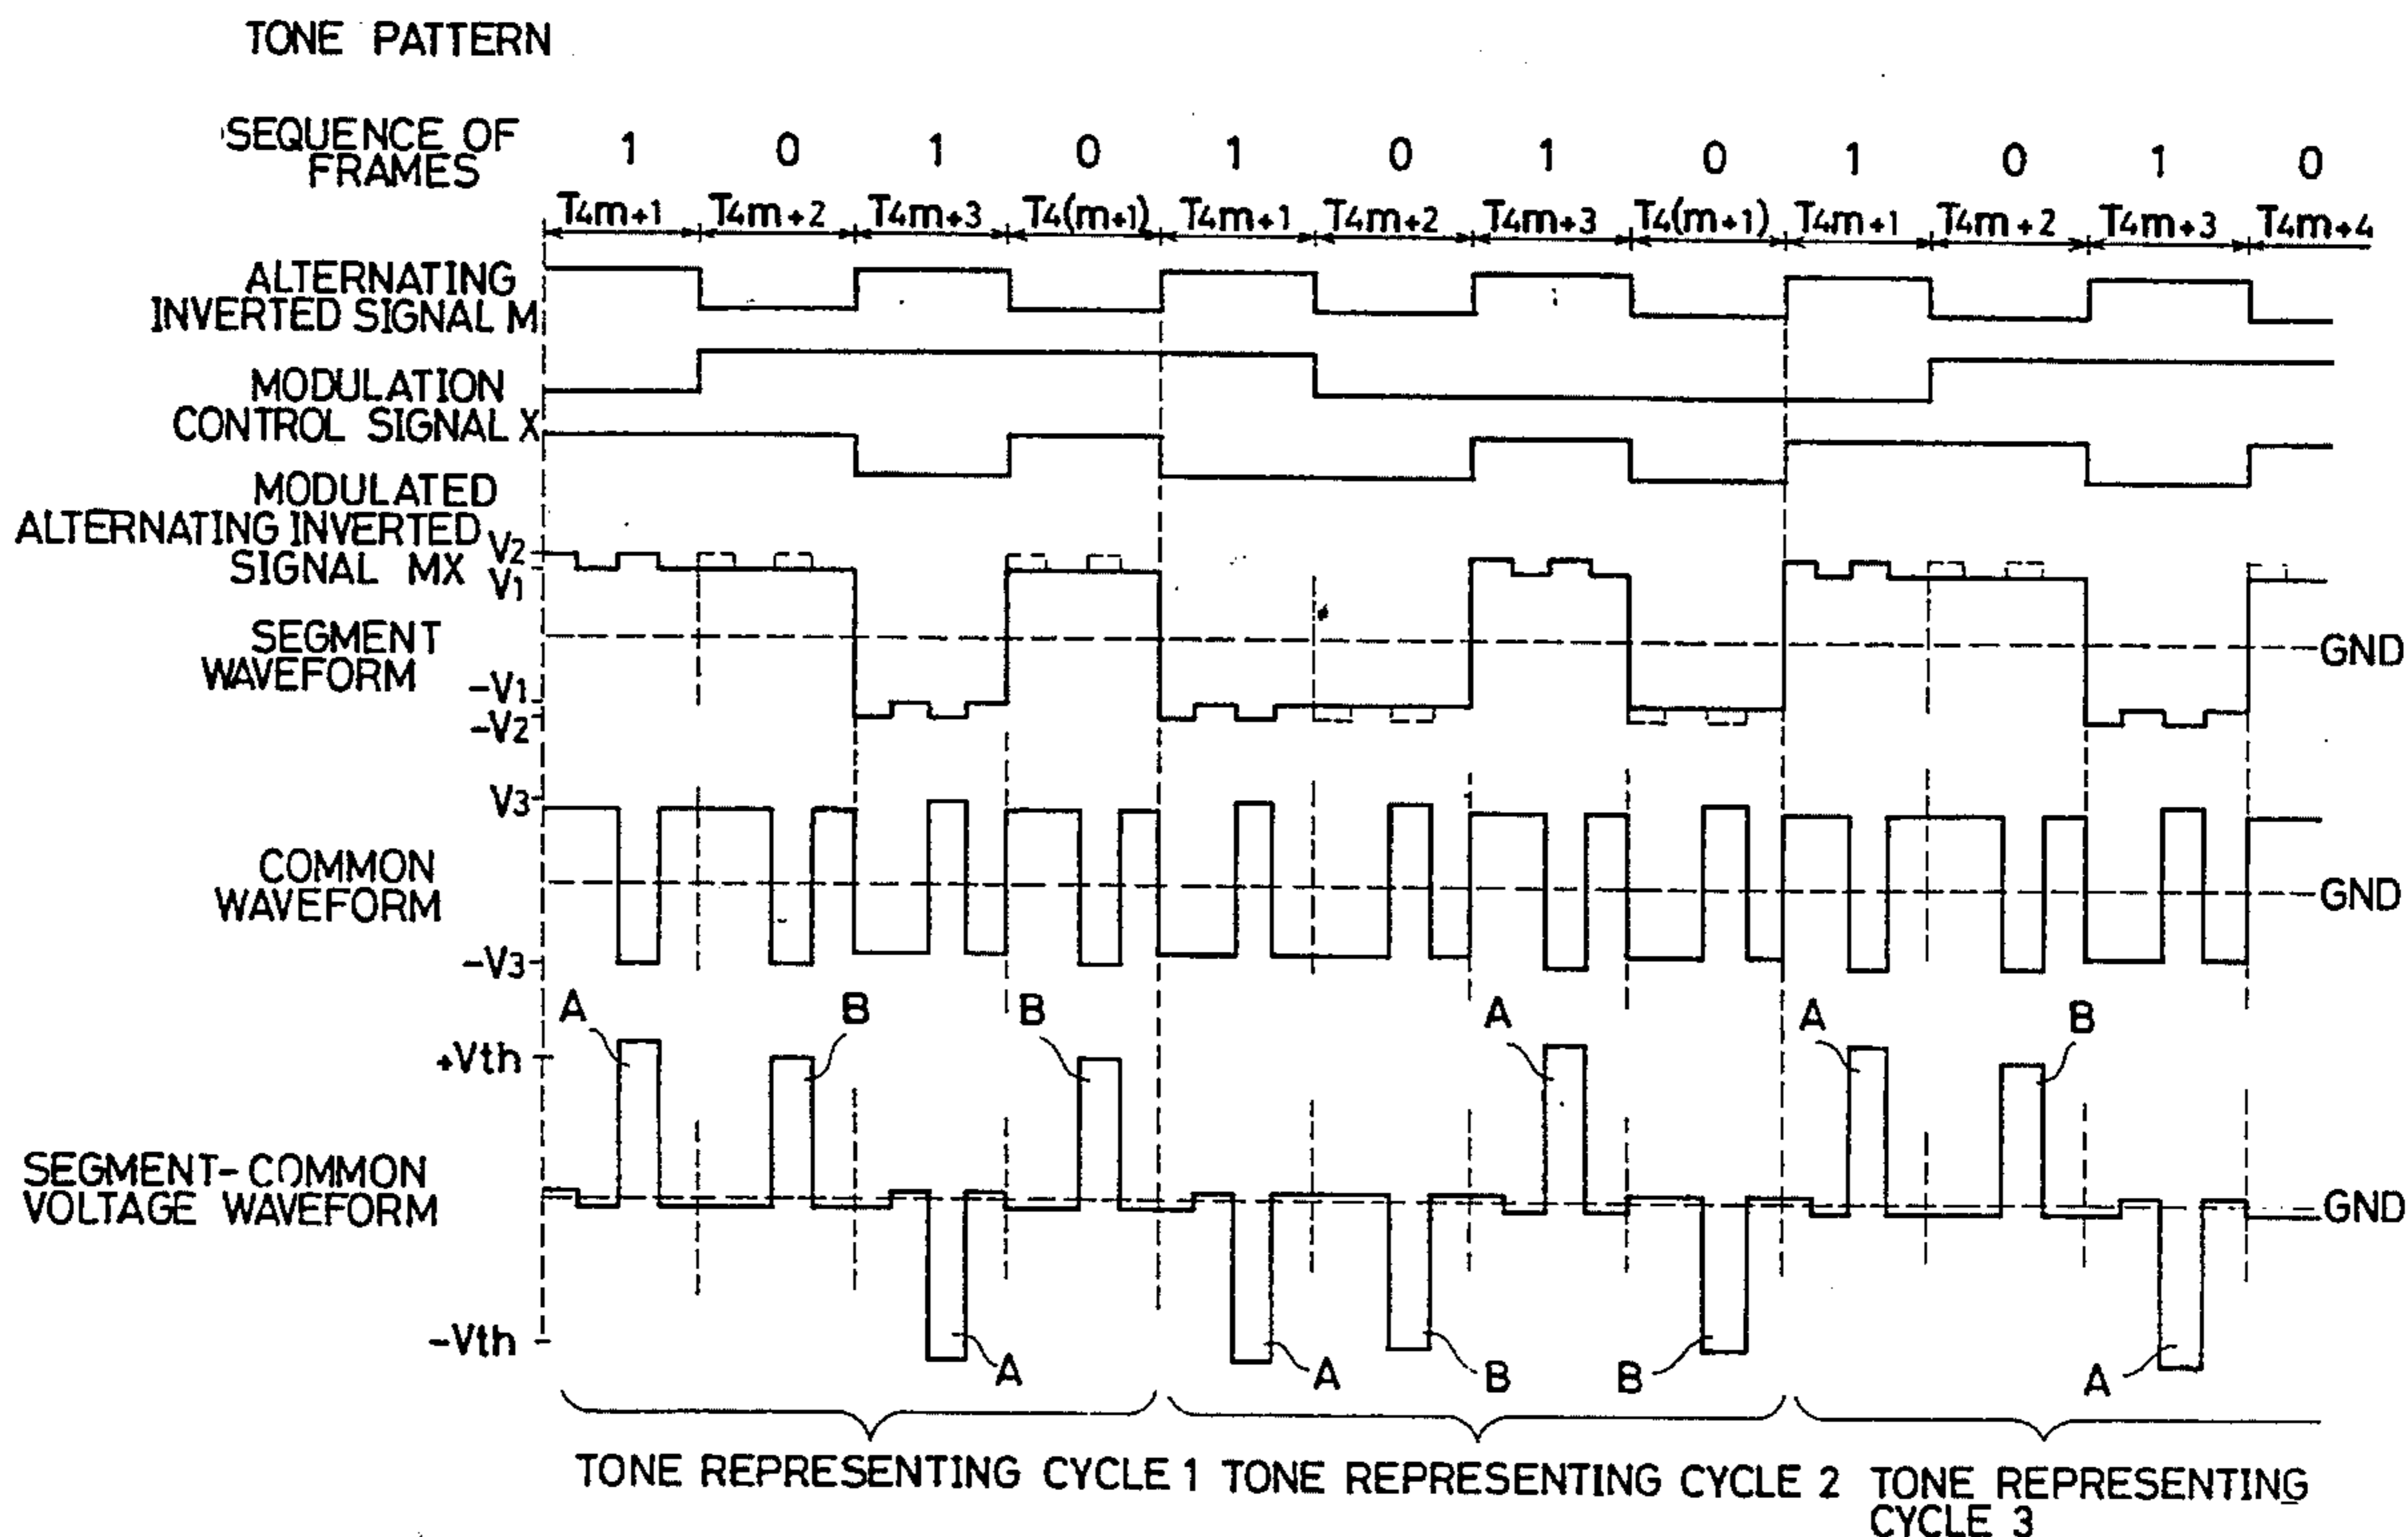 TONE PATTERN
SEQUENCE OF
FRAMES
1 0 1 0 1 0 1 0 1 0 1 0
T4m+1 T4m+2 T4m+3 T4(m+1) T4m+1 T4m+2 T4m+3 T4(m+1) T4m+1 T4m+2 T4m+3 T4m+4
ALTERNATING
INVERTED SIGNAL M
MODULATION
CONTROL SIGNAL X
MODULATED
ALTERNATING INVERTED
SIGNAL MX
V2
V1
SEGMENT
WAVEFORM
GND
-V1
-V2
V3
COMMON
WAVEFORM
GND
-V3
A B B A A B
+Vth
SEGMENT-COMMON
VOLTAGE WAVEFORM
GND
-Vth
A A B B A
TONE REPRESENTING CYCLE 1 TONE REPRESENTING CYCLE 2 TONE REPRESENTING
CYCLE 3